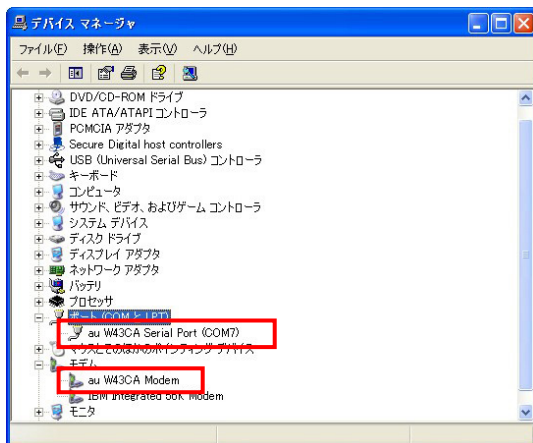 デバイス マネージャ
ファイル(F) 操作(A) 表示(V) ヘルプ(H)
DVD/CD-ROM ドライブ
IDE ATA/ATAPI コントローラ
PCMCIA アダプタ
Secure Digital host controllers
USB (Universal Serial Bus) コントローラ
キーボード
コンピュータ
サウンド、ビデオ、およびゲーム コントローラ
システム デバイス
ディスク ドライブ
ディスプレイ アダプタ
ネットワーク アダプタ
バッテリ
プロセッサ
ポート (COM と LPT)
au W43CA Serial Port (COM7)
マウスとそのほかのポインティング デバイス
モデム
au W43CA Modem
IBM Integrated 56K Modem
モニタ